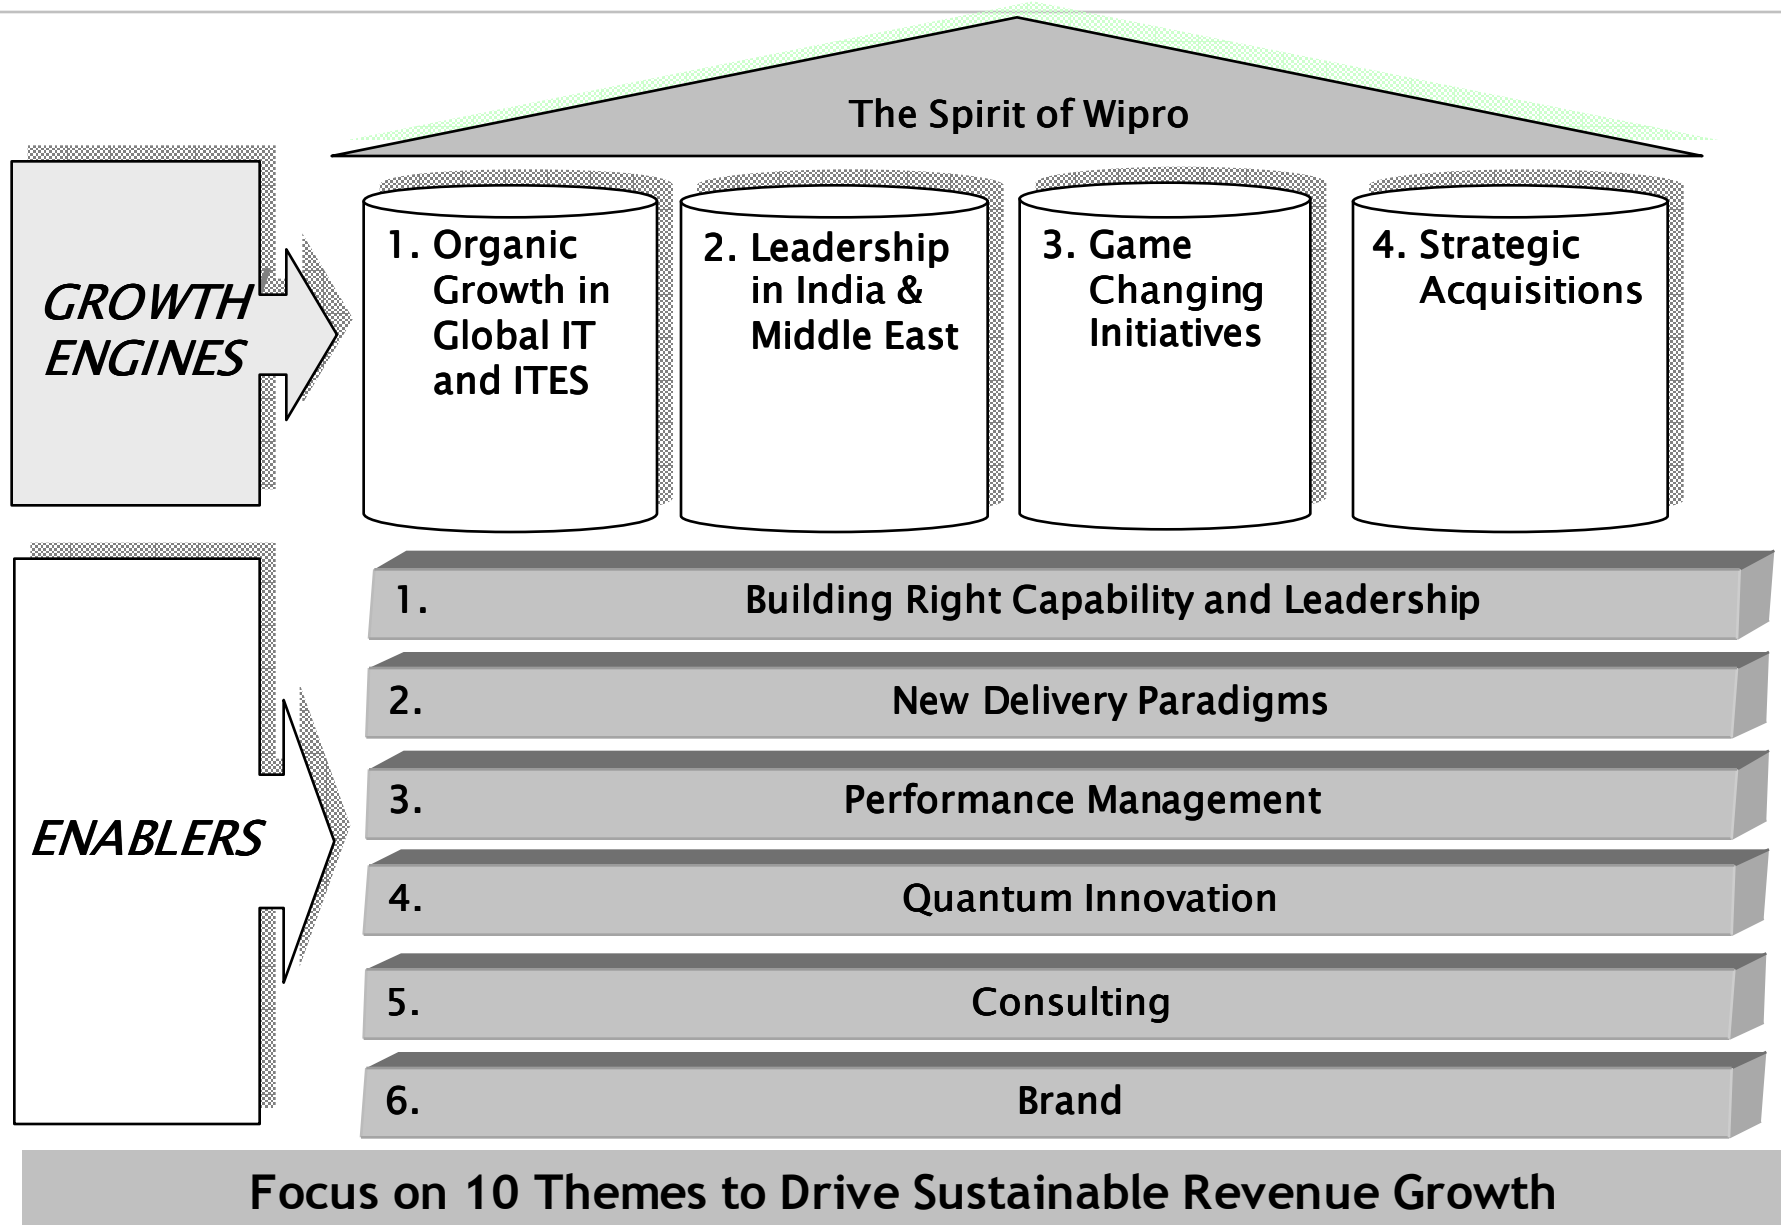 The Spirit of Wipro
GROWTH
ENGINES
1. Organic
Growth in
Global IT
and ITES
2. Leadership
in India &
Middle East
3. Game
Changing
Initiatives
4. Strategic
Acquisitions
ENABLERS
1. Building Right Capability and Leadership
2. New Delivery Paradigms
3. Performance Management
4. Quantum Innovation
5. Consulting
6. Brand
Focus on 10 Themes to Drive Sustainable Revenue Growth